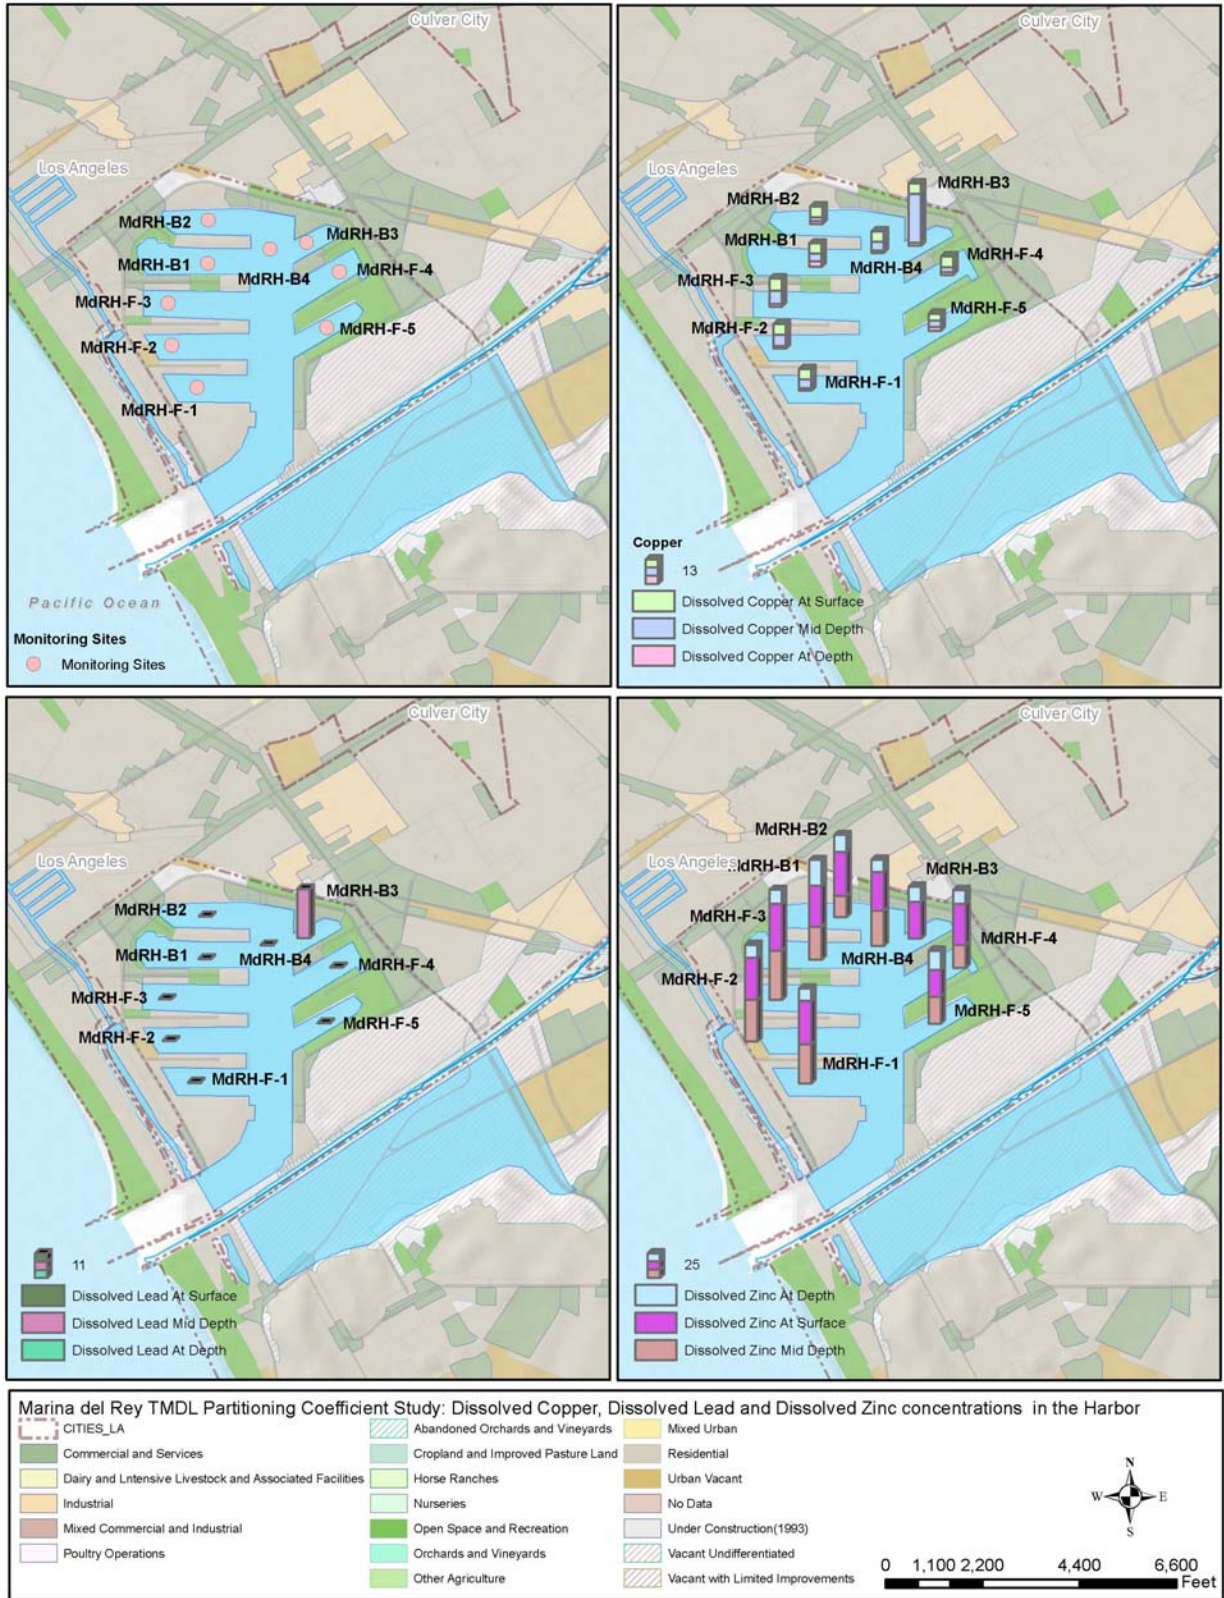 Culver City
Los Angeles
MdRH-B2
MdRH-B3
MdRH-B1
MdRH-B4
MdRH-F-4
MdRH-F-3
MdRH-F-5
MdRH-F-2
MdRH-F-1
Pacific Ocean
Monitoring Sites
Monitoring Sites
Culver City
Los Angeles
MdRH-B3
MdRH-B2
MdRH-B1
MdRH-B4
MdRH-F-4
MdRH-F-3
MdRH-F-5
MdRH-F-2
MdRH-F-1
Copper
13
Dissolved Copper At Surface
Dissolved Copper Mid Depth
Dissolved Copper At Depth
Culver City
Los Angeles
MdRH-B3
MdRH-B2
MdRH-B1
MdRH-B4
MdRH-F-4
MdRH-F-3
MdRH-F-5
MdRH-F-2
MdRH-F-1
11
Dissolved Lead At Surface
Dissolved Lead Mid Depth
Dissolved Lead At Depth
Culver City
MdRH-B2
Los Angeles
MdRH-B1
MdRH-B3
MdRH-F-3
MdRH-F-4
MdRH-B4
MdRH-F-2
MdRH-F-5
MdRH-F-1
25
Dissolved Zinc At Depth
Dissolved Zinc At Surface
Dissolved Zinc Mid Depth
Marina del Rey TMDL Partitioning Coefficient Study: Dissolved Copper, Dissolved Lead and Dissolved Zinc concentrations in the Harbor
CITIES_LA
Commercial and Services
Dairy and Lntensive Livestock and Associated Facilities
Industrial
Mixed Commercial and Industrial
Poultry Operations
Abandoned Orchards and Vineyards
Cropland and Improved Pasture Land
Horse Ranches
Nurseries
Open Space and Recreation
Orchards and Vineyards
Other Agriculture
Mixed Urban
Residential
Urban Vacant
No Data
Under Construction(1993)
Vacant Undifferentiated
Vacant with Limited Improvements
N
W E
S
0 1,100 2,200 4,400 6,600
Feet